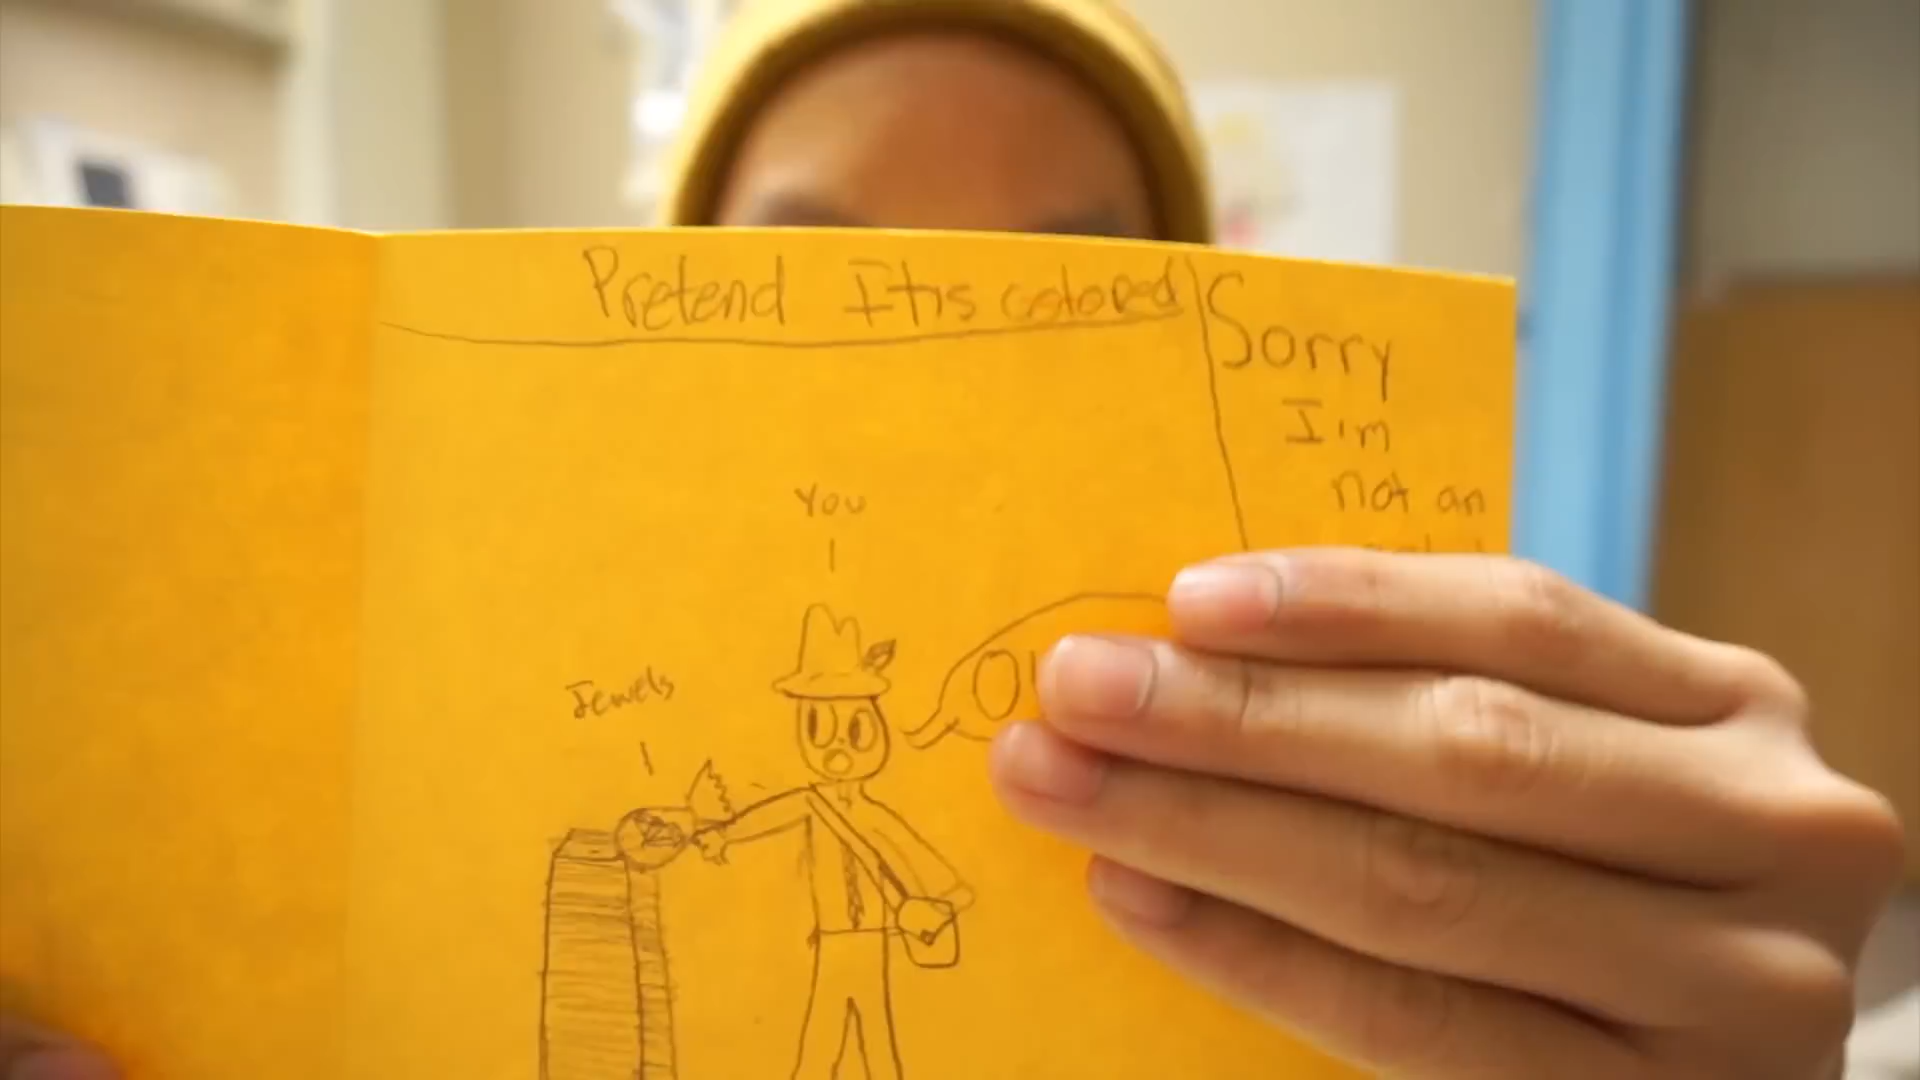 Pretend It is colored
Sorry
I'm
not an
You
Jewels